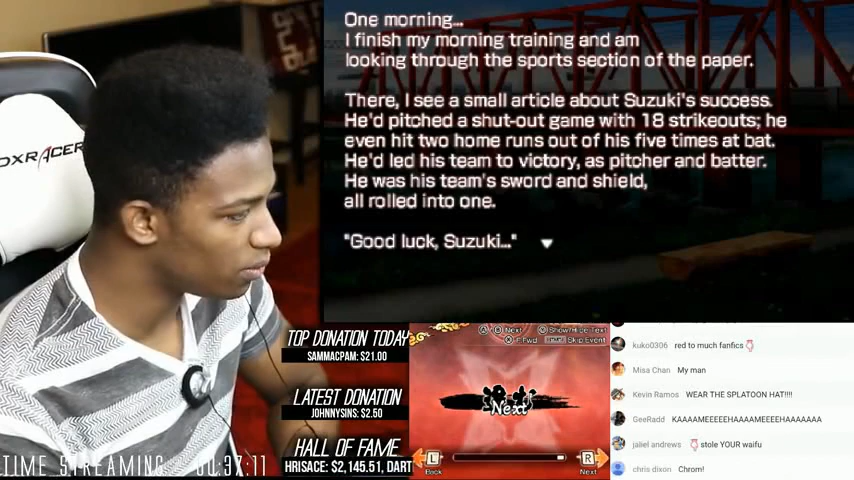 One morning...
I finish my morning training and am
looking through the sports section of the paper.
There, I see a small article about Suzuki's success.
He'd pitched a shut-out game with 18 strikeouts; he
even hit two home runs out of his five times at bat.
He'd led his team to victory, as pitcher and batter.
He was his team's sword and shield,
all rolled into one.
"Good luck, Suzuki..."
DXRACER
TOP DONATION TODAY
SAMMACPAM: $21.00
LATEST DONATION
JOHNNYSINS: $2.50
HALL OF FAME
HRISACE: $2,145.51, DART
TIME STREAMING / 00:37:11
Next Show/Hide Text
F.Fwd. Skip Event
Next
L R
Back Next
kuko0306 red to much fanfics
Misa Chan My man
Kevin Ramos WEAR THE SPLATOON HAT!!!!
GeeRadd KAAAAMEEEEEHAAAAMEEEEHAAAAAAA
jaliel andrews stole YOUR waifu
chris dixon Chrom!